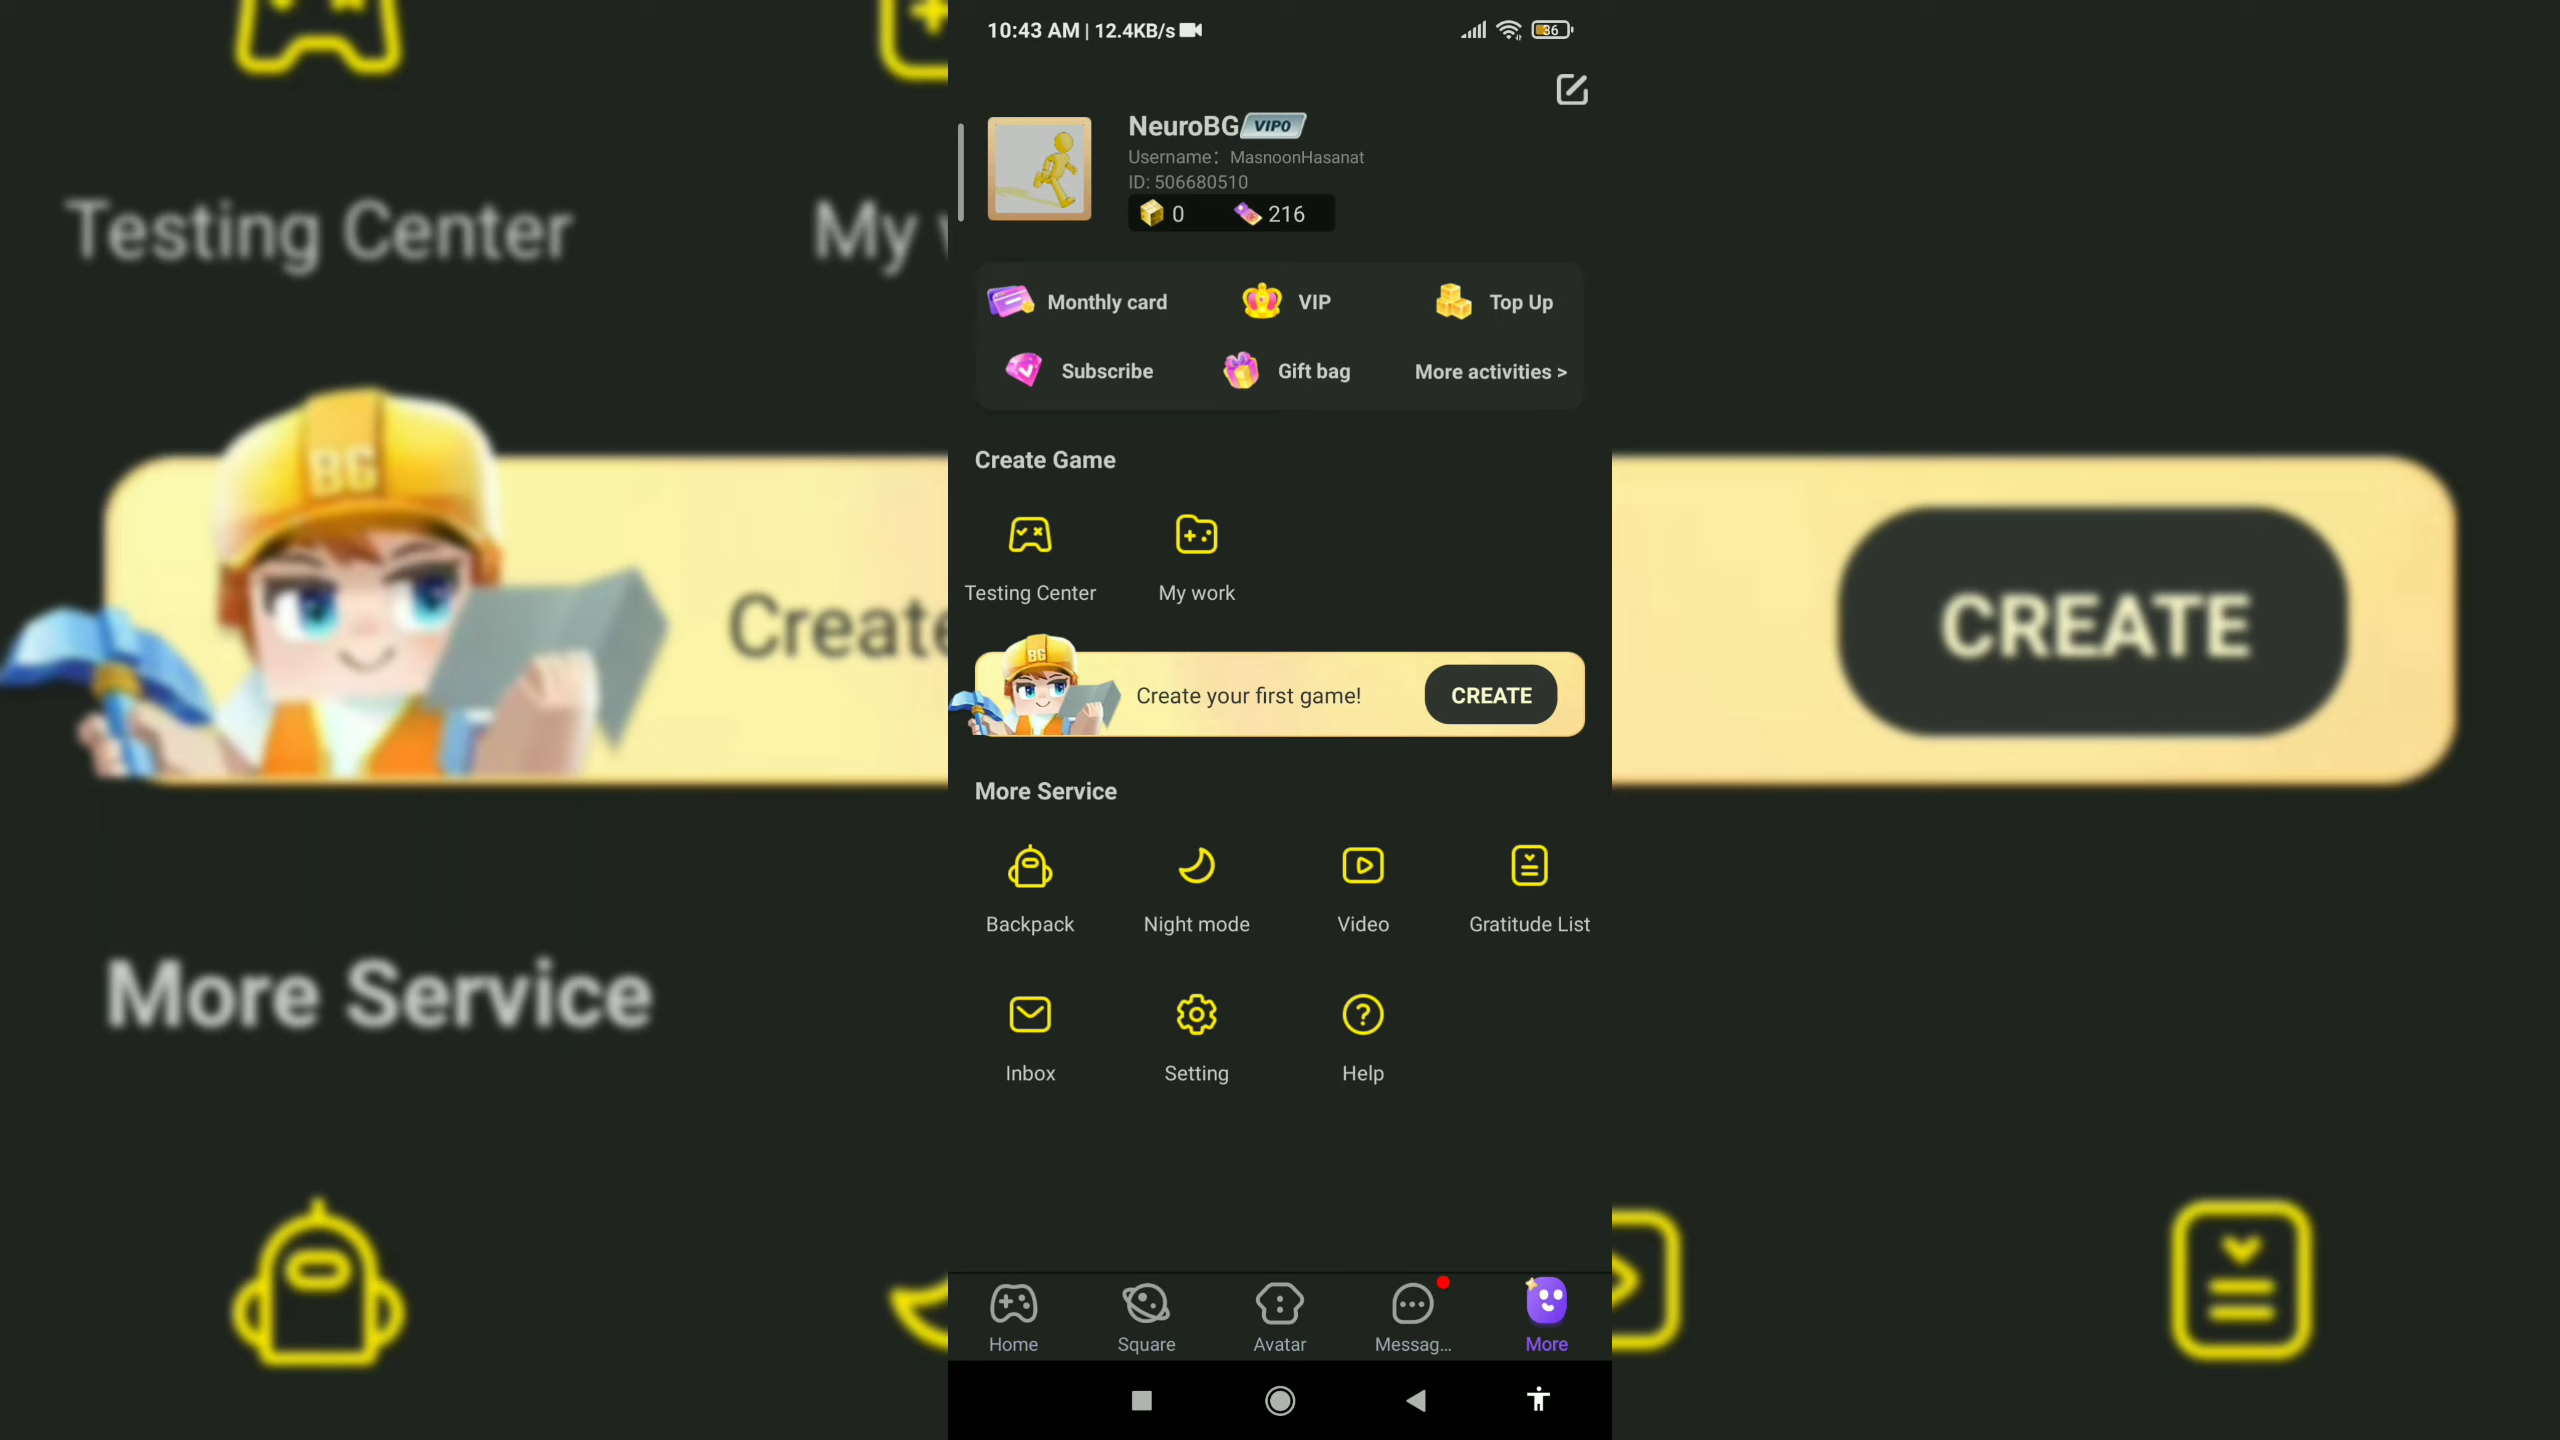 10:43 AM | 12.4KB/s
36
NeuroBG VIP0
Username: MasnoonHasanat
ID: 506680510
0 216
Monthly card VIP Top Up
Subscribe Gift bag More activities >
Create Game
Testing Center My work
BG
Create your first game! CREATE
More Service
Backpack Night mode Video Gratitude List
Inbox Setting Help
Home Square Avatar Messag... More
Testing Center My
BG
Create CREATE
More Service